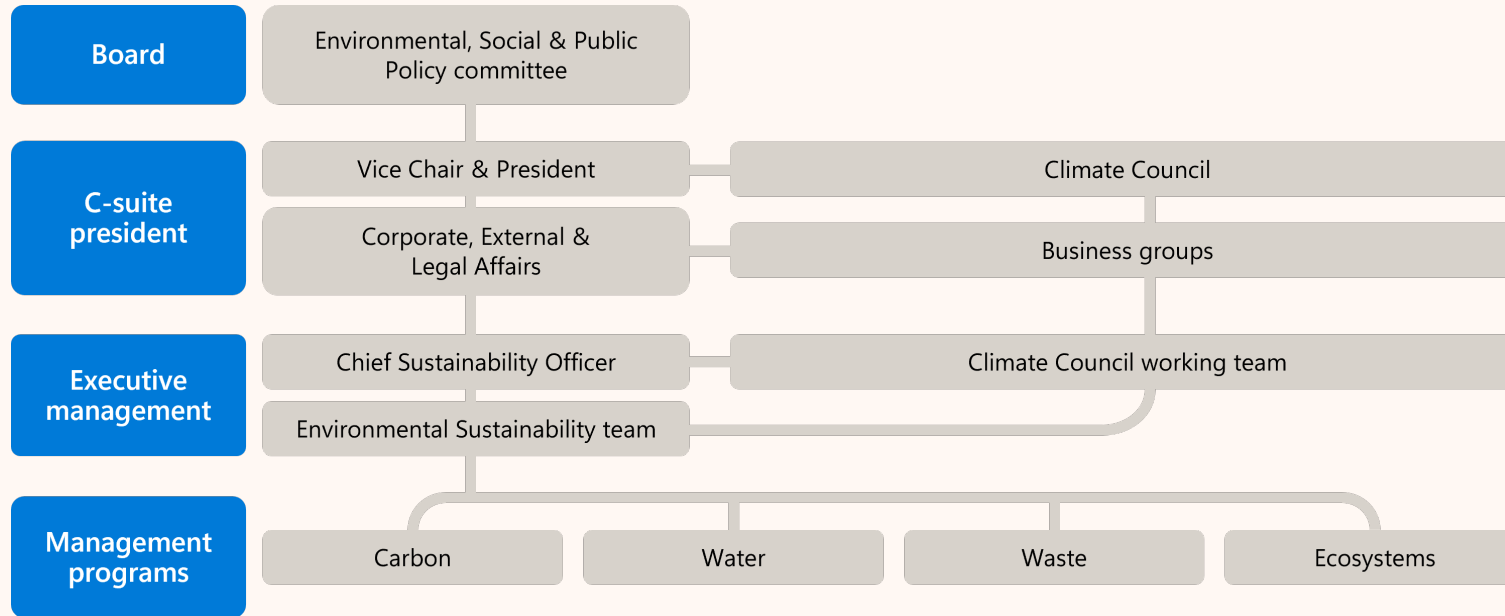 Board
Environmental, Social & Public
Policy committee
C-suite
president
Vice Chair & President
Climate Council
Corporate, External &
Legal Affairs
Business groups
Executive
management
Chief Sustainability Officer
Climate Council working team
Environmental Sustainability team
Management
programs
Carbon
Water
Waste
Ecosystems